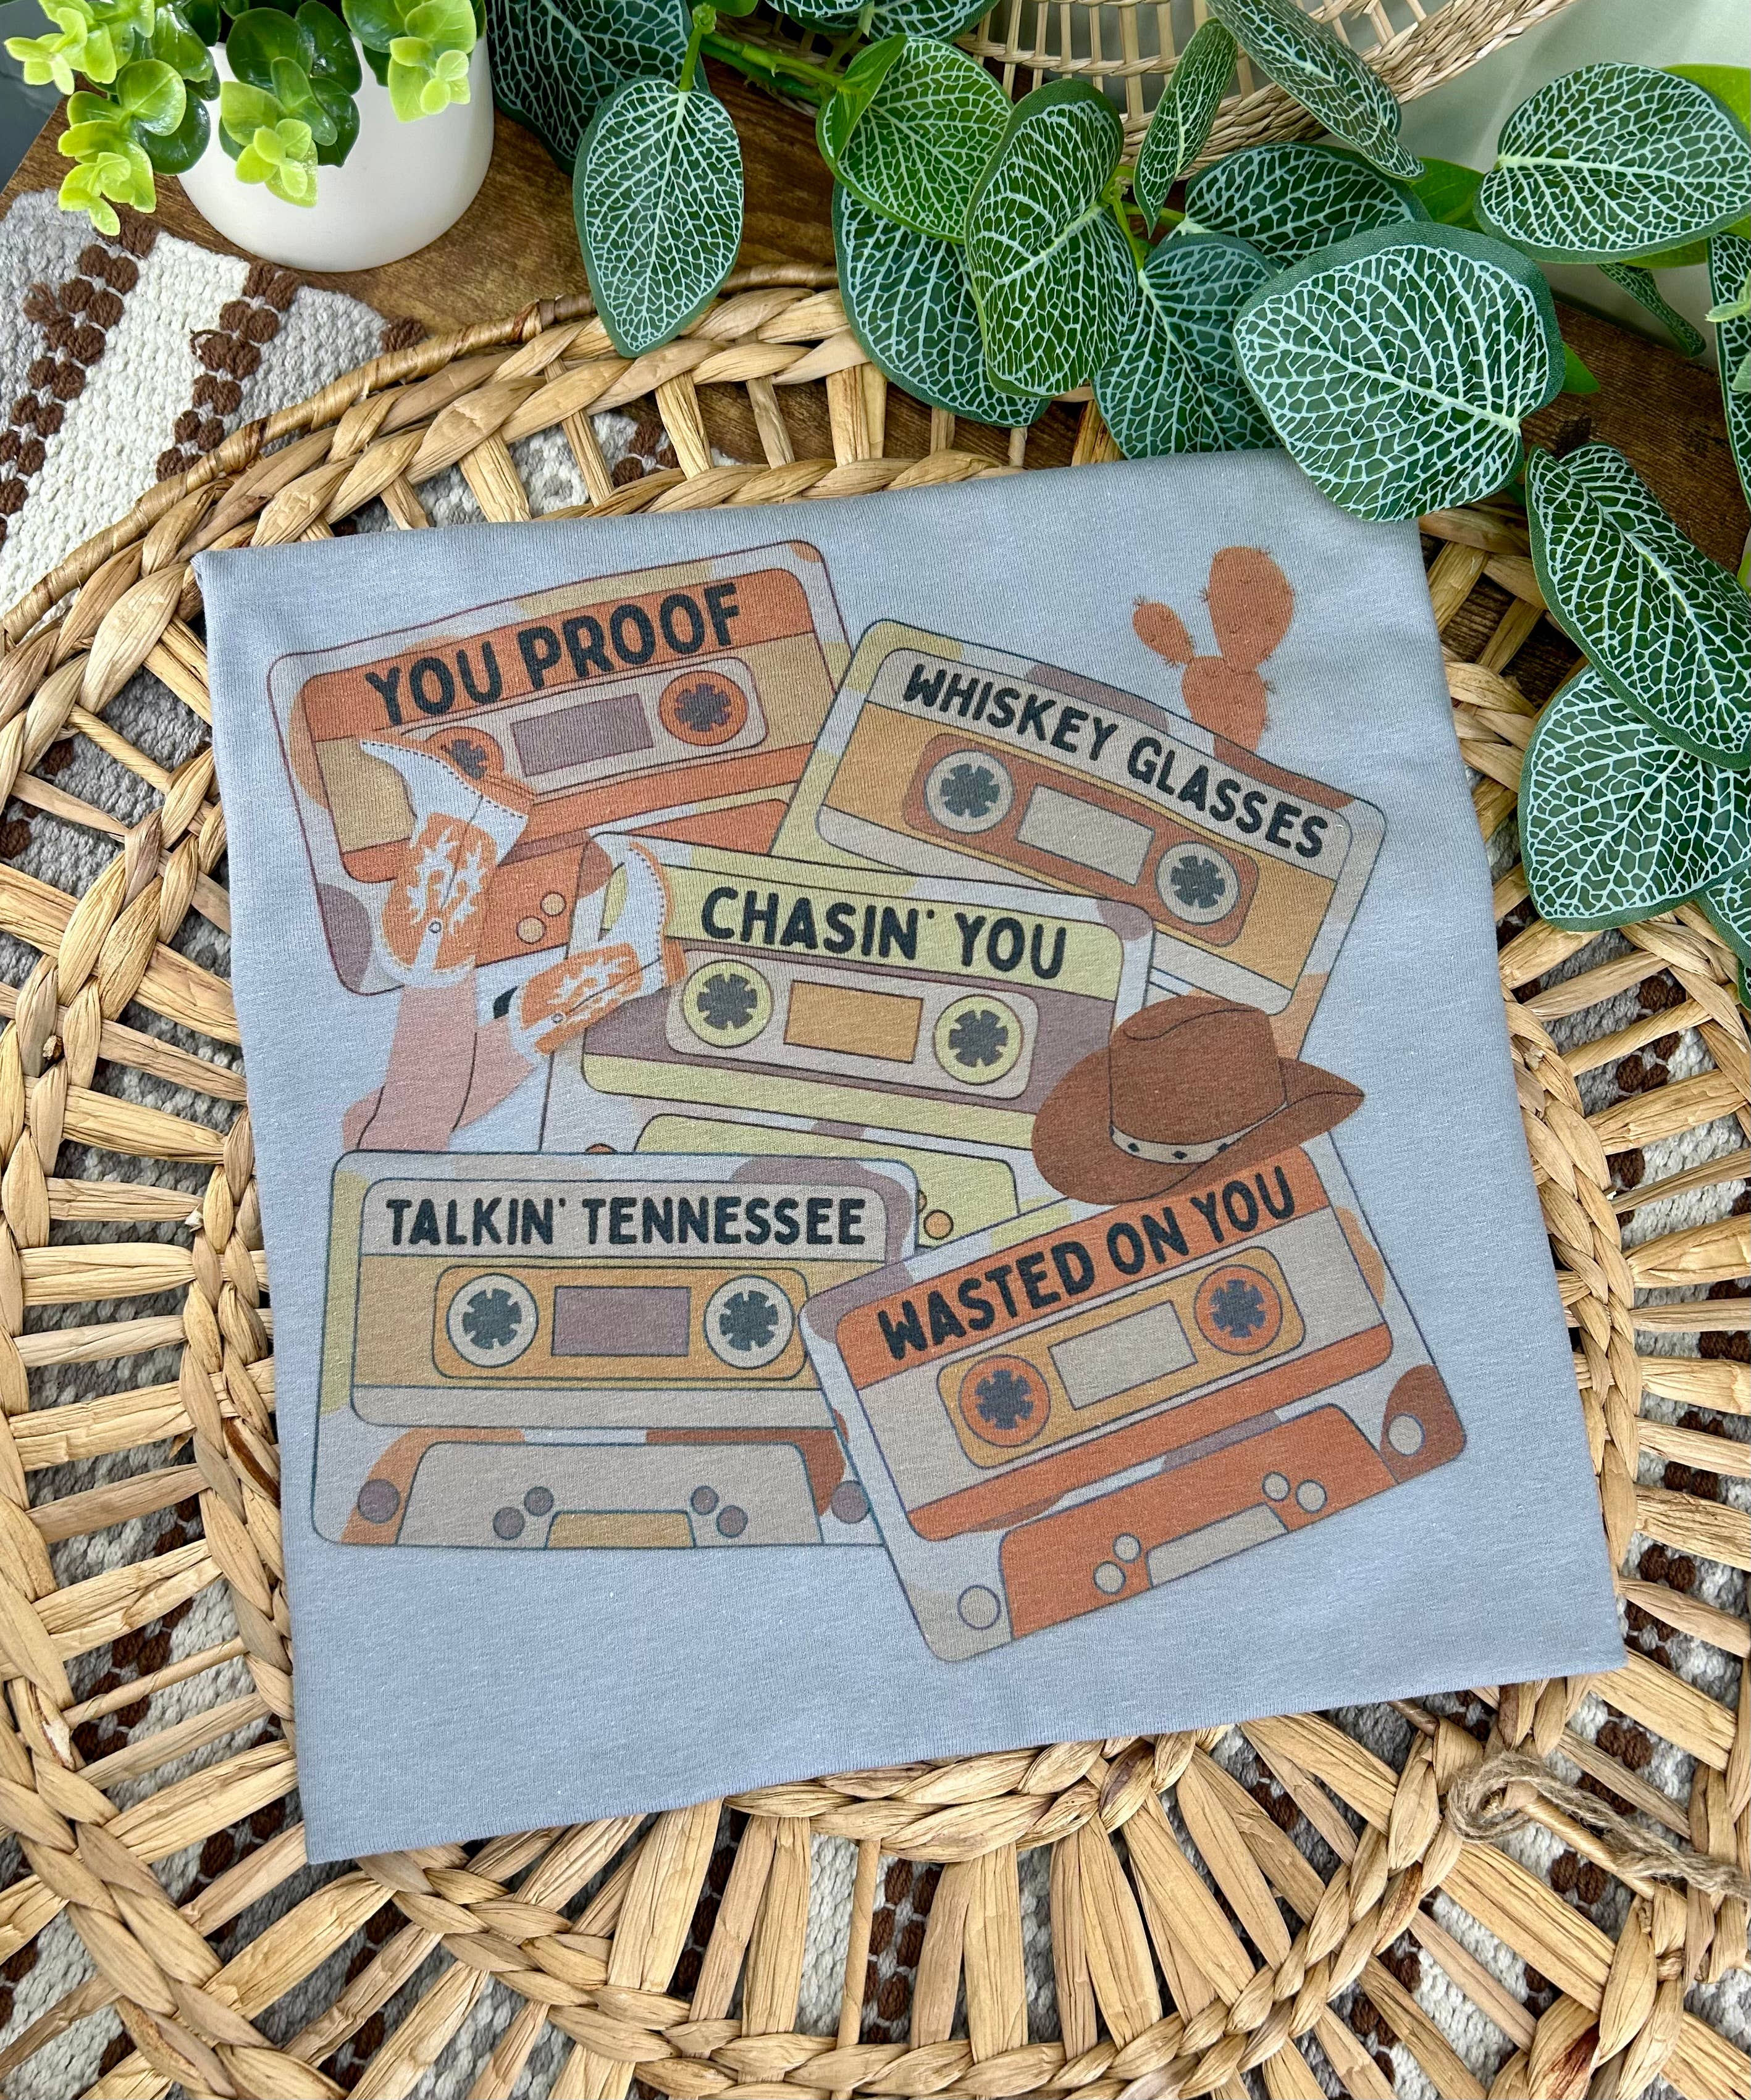 YOU PROOF
WHISKEY GLASSES
CHASIN' YOU
TALKIN' TENNESSEE
WASTED ON YOU